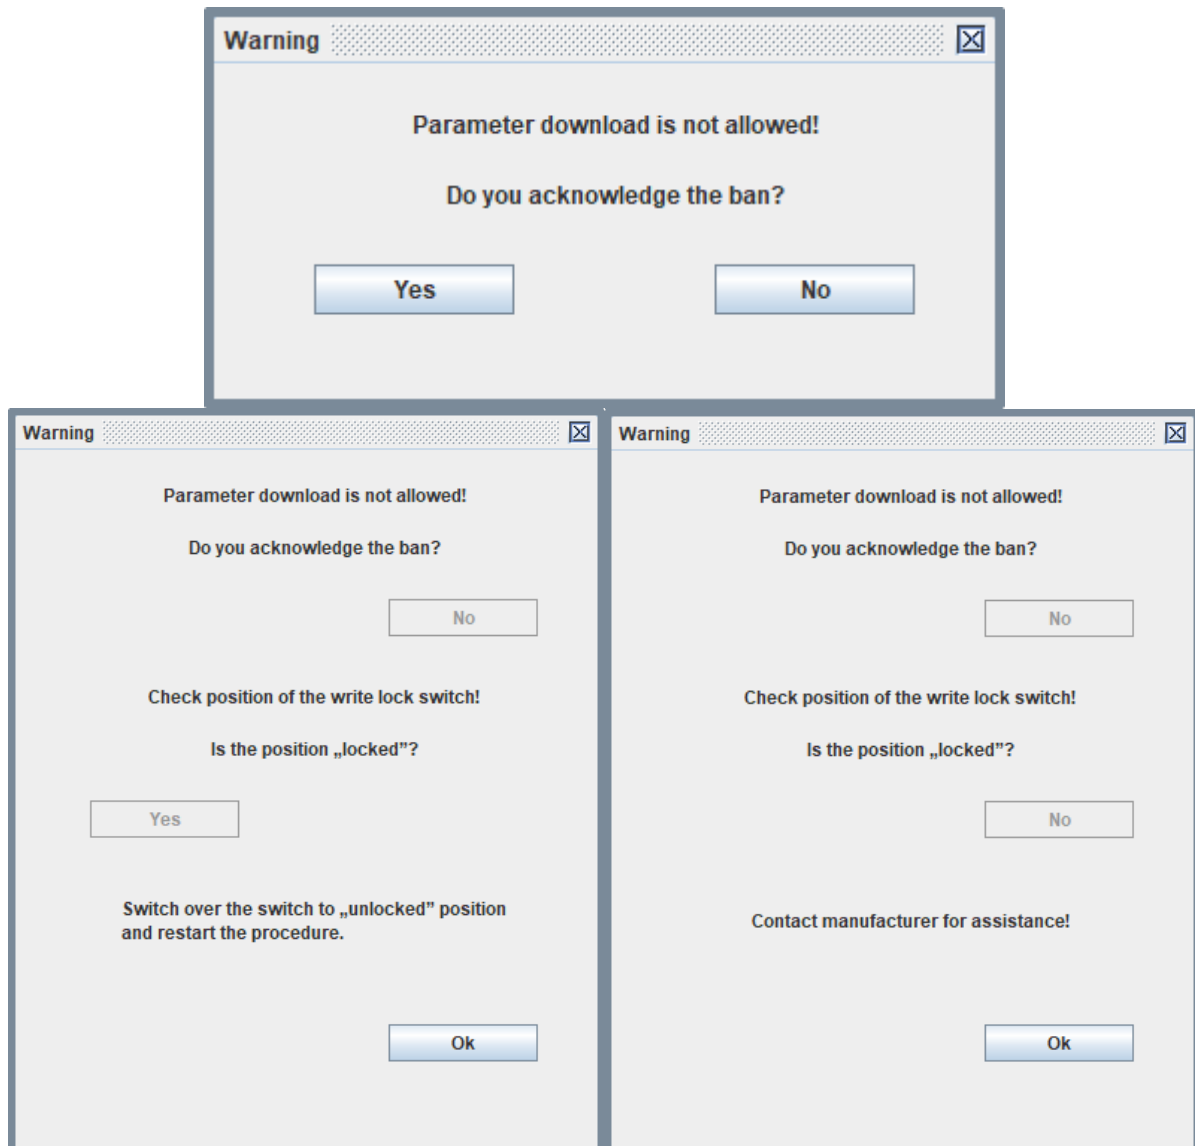 Warning
Parameter download is not allowed!
Do you acknowledge the ban?
Yes
No
Warning
Parameter download is not allowed!
Do you acknowledge the ban?
No
Check position of the write lock switch!
Is the position „locked”?
Yes
Switch over the switch to „unlocked” position
and restart the procedure.
Ok
Warning
Parameter download is not allowed!
Do you acknowledge the ban?
No
Check position of the write lock switch!
Is the position „locked”?
No
Contact manufacturer for assistance!
Ok